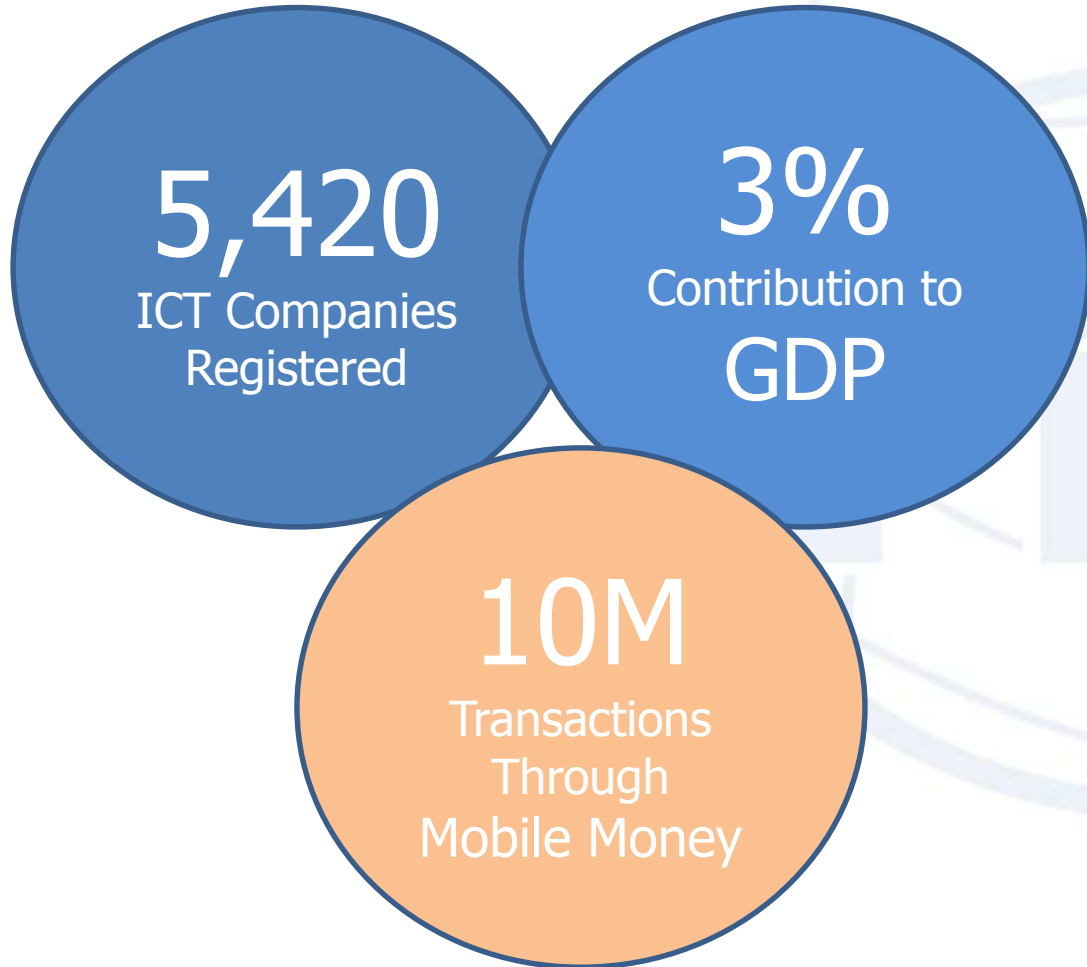 5,420
ICT Companies
Registered
3%
Contribution to
GDP
10M
Transactions
Through
Mobile Money